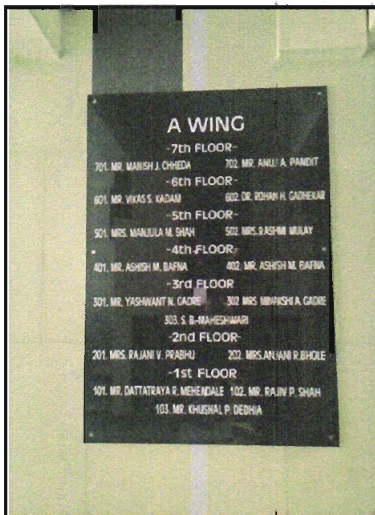 A WING
-7th FLOOR-
701. MR. MANISH J. CHHEDA 702. MR. ANUJ A. PANDIT
-6th FLOOR-
601. MR. VIKAS S. KADAM 602. DR. ROHAN H. GADHEKAR
-5th FLOOR-
501. MRS. MANJULA M. SHAH 502. MRS. RASHMI MULAY
-4th FLOOR-
401. MR. ASHISH M. BAFNA 402. MR. ASHISH M. BAFNA
-3rd FLOOR-
301. MR. YASHWANT N. GADRE 302 MRS MINAKSHI A. GADRE
303. S. B. MAHESHWARI
-2nd FLOOR-
201. MRS. RAJANI V. PRABHU 202. MRS. ANJANI R. BHOLE
-1st FLOOR-
101. MR. DATTATRAYA R. MEHENDALE 102. MR. RAJIV P. SHAH
103. MR. KHUSHAL P. DEDHIA